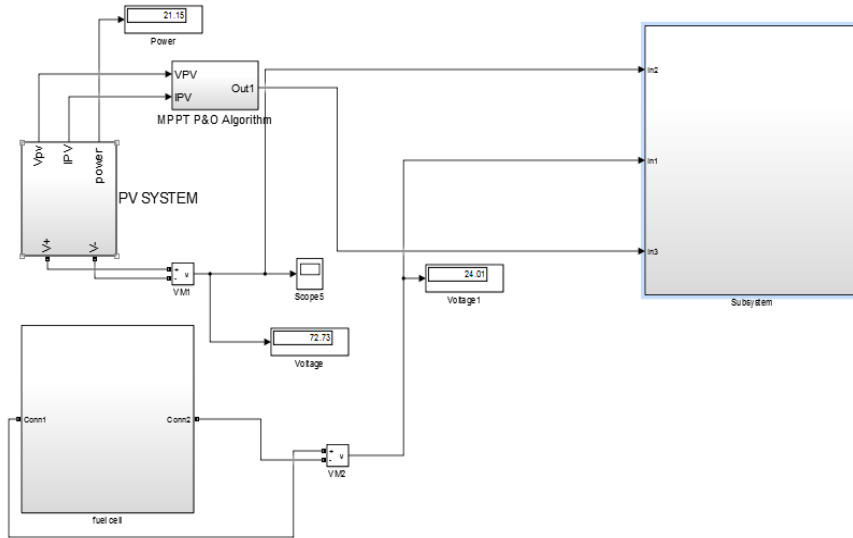 21.15
Power
VPV
IPV
Out1
MPPT P&O Algorithm
Vpv
IPV
power
PV SYSTEM
V+
V-
+
-
v
VM1
Scope5
72.73
Voltage
24.01
Voltage1
In2
In1
In3
Subsystem
Conn1
Conn2
fuel cell
+
-
v
VM2